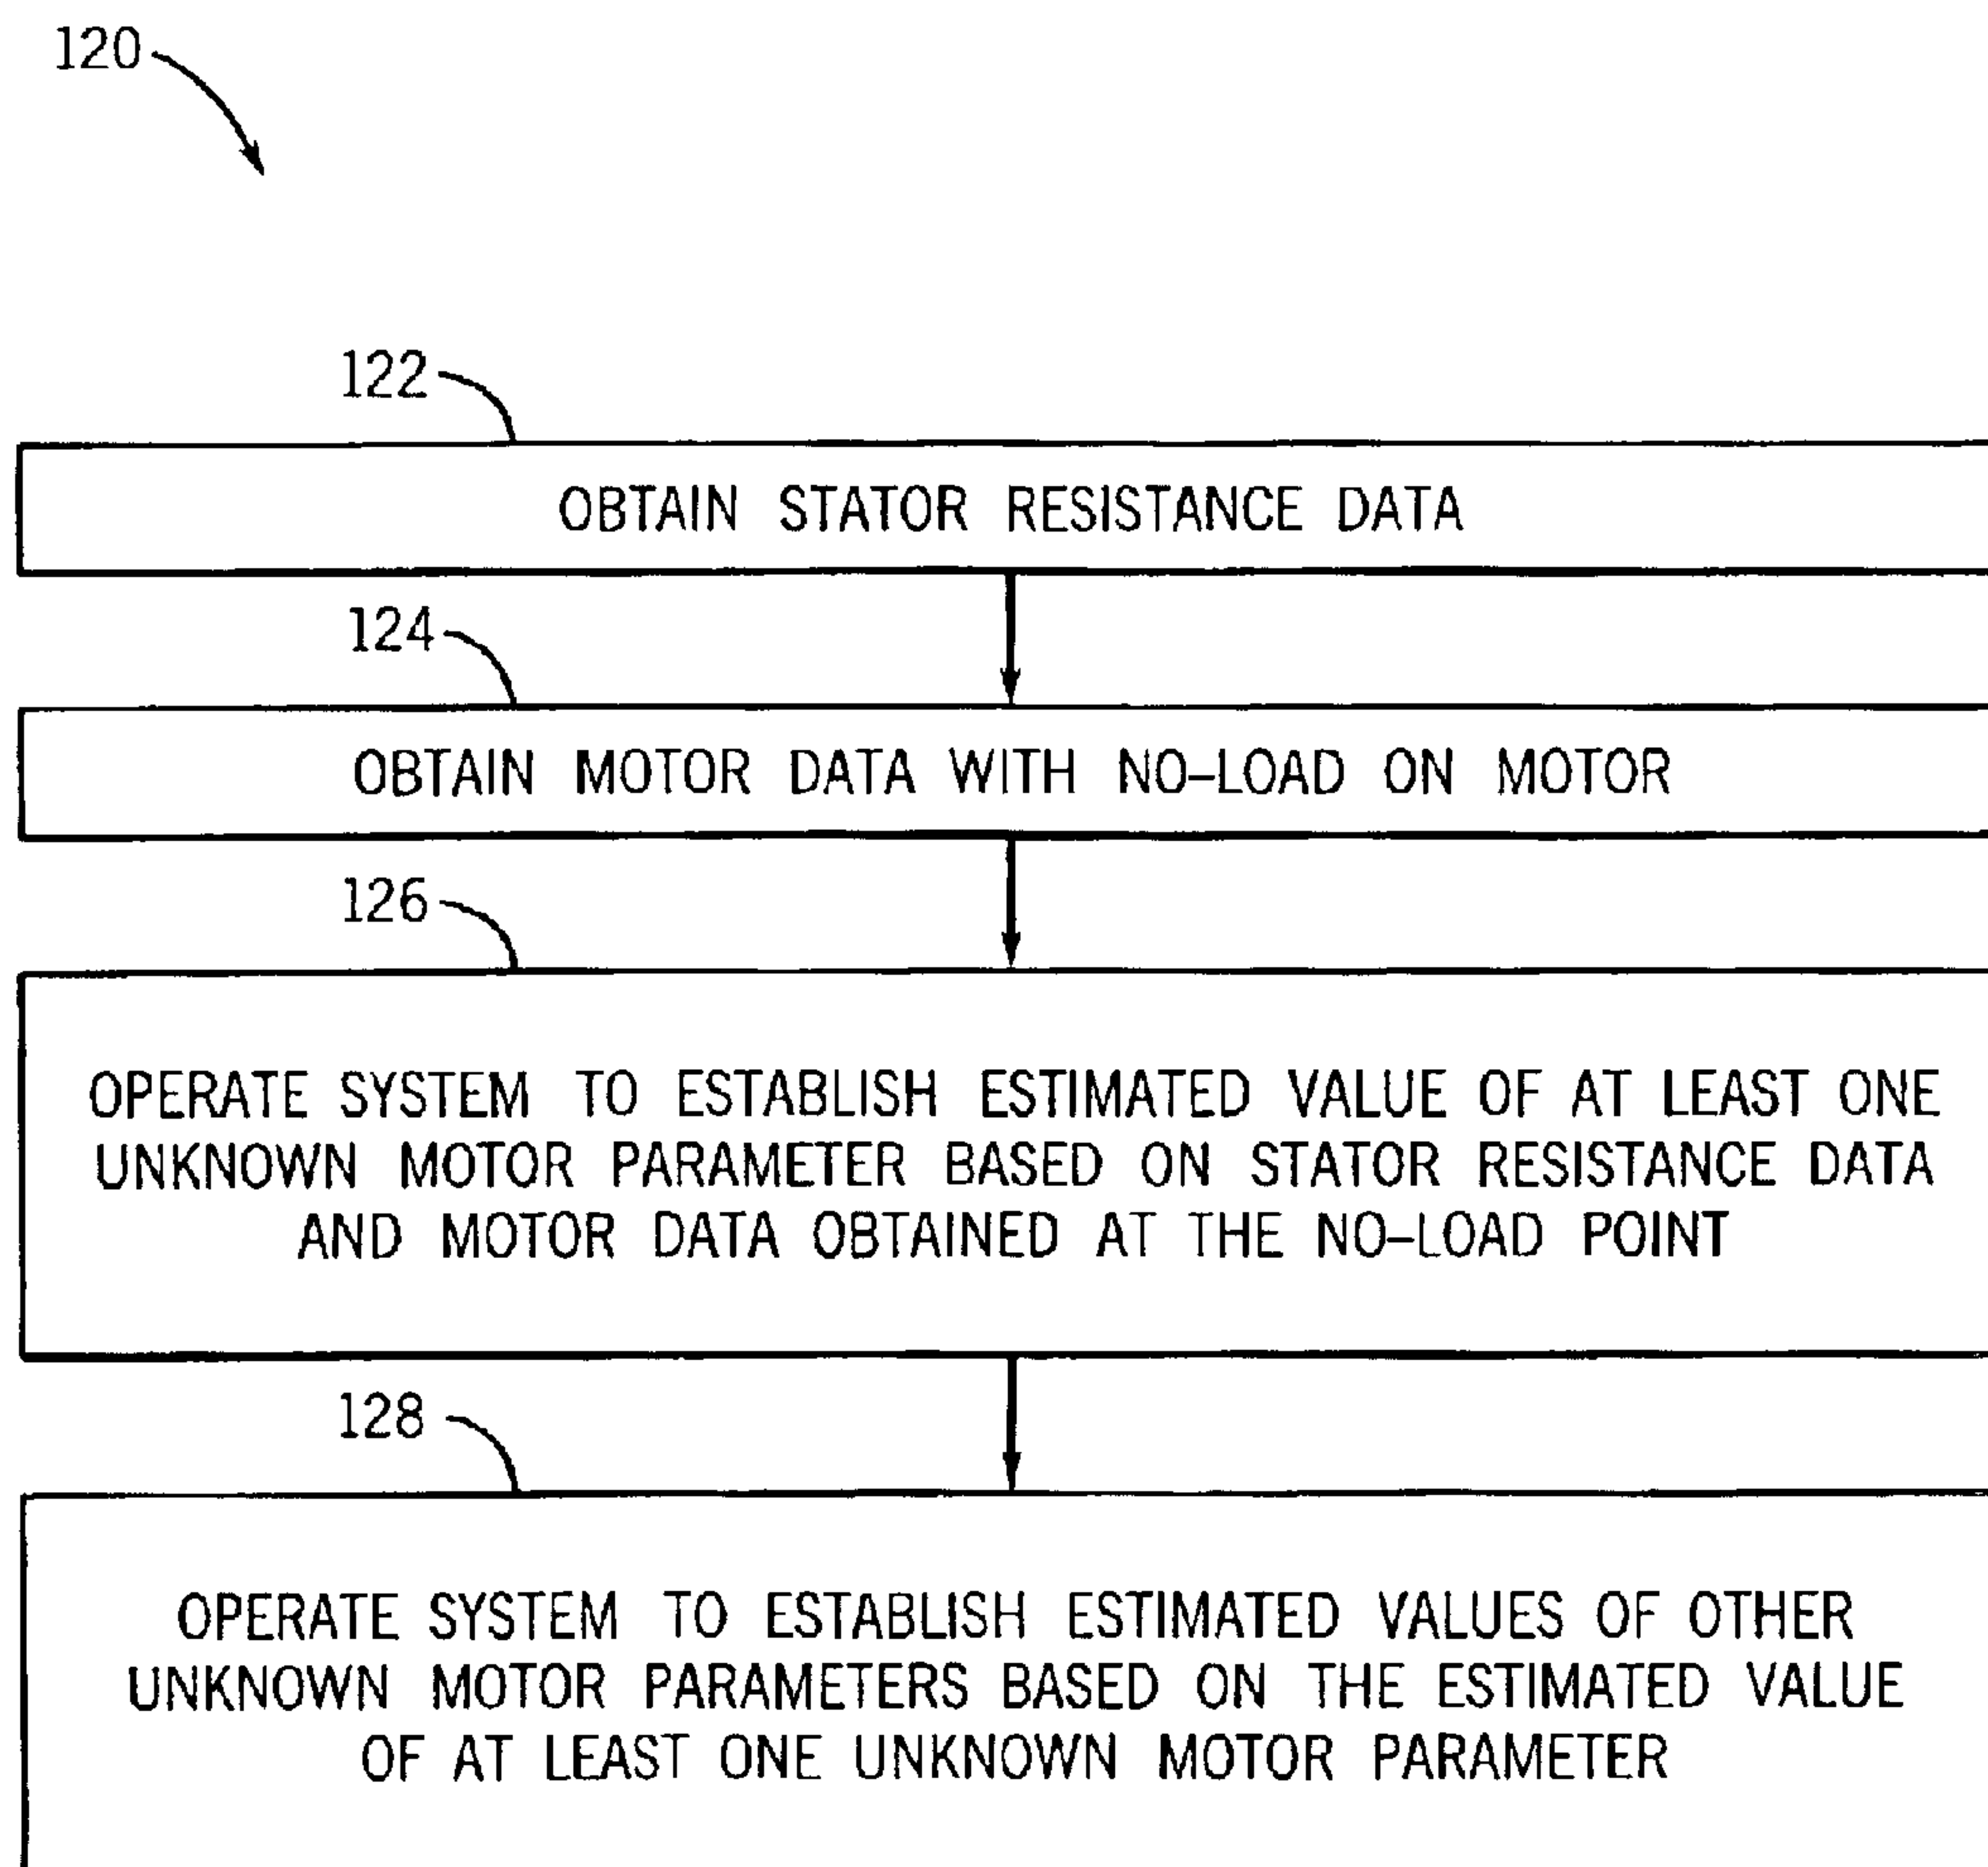 120
122
OBTAIN STATOR RESISTANCE DATA
124
OBTAIN MOTOR DATA WITH NO-LOAD ON MOTOR
126
OPERATE SYSTEM TO ESTABLISH ESTIMATED VALUE OF AT LEAST ONE
UNKNOWN MOTOR PARAMETER BASED ON STATOR RESISTANCE DATA
AND MOTOR DATA OBTAINED AT THE NO-LOAD POINT
128
OPERATE SYSTEM TO ESTABLISH ESTIMATED VALUES OF OTHER
UNKNOWN MOTOR PARAMETERS BASED ON THE ESTIMATED VALUE
OF AT LEAST ONE UNKNOWN MOTOR PARAMETER